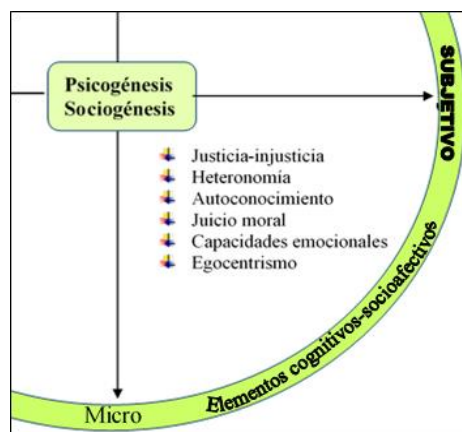 Psicogénesis
Sociogénesis
SUBJETIVO
Justicia-injusticia
Heteronomía
Autoconocimiento
Juicio moral
Capacidades emocionales
Egocentrismo
Elementos cognitivos-socioafectivos
Micro